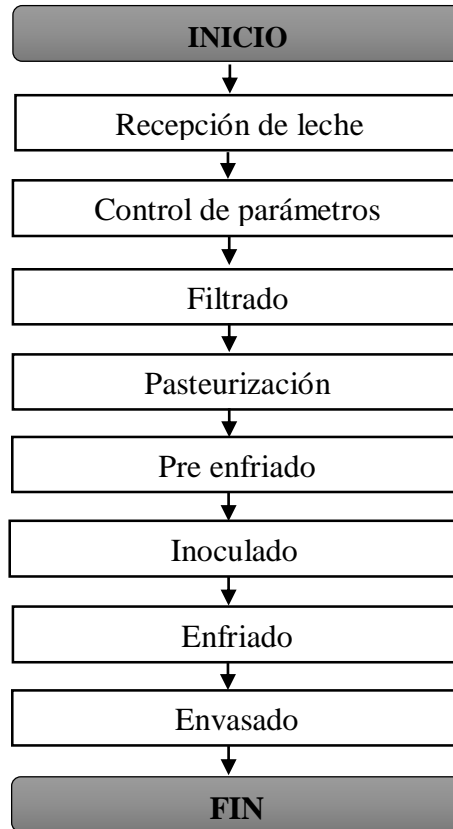 INICIO
Recepción de leche
Control de parámetros
Filtrado
Pasteurización
Pre enfriado
Inoculado
Enfriado
Envasado
FIN